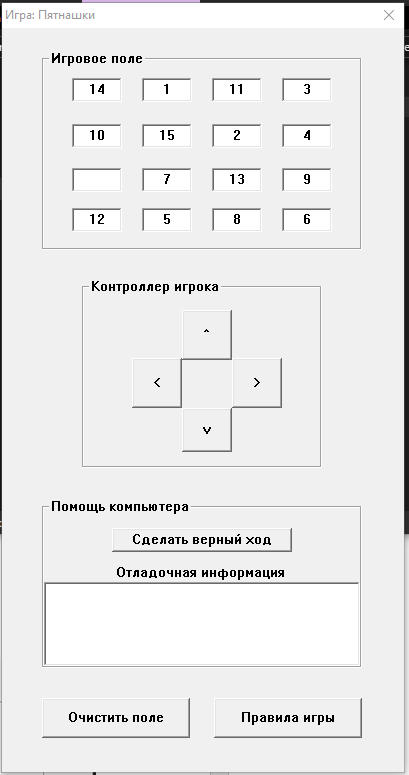 Игра: Пятнашки
Игровое поле
14 1 11 3
10 15 2 4
7 13 9
12 5 8 6
Контроллер игрока
^
< >
v
Помощь компьютера
Сделать верный ход
Отладочная информация
Очистить поле Правила игры